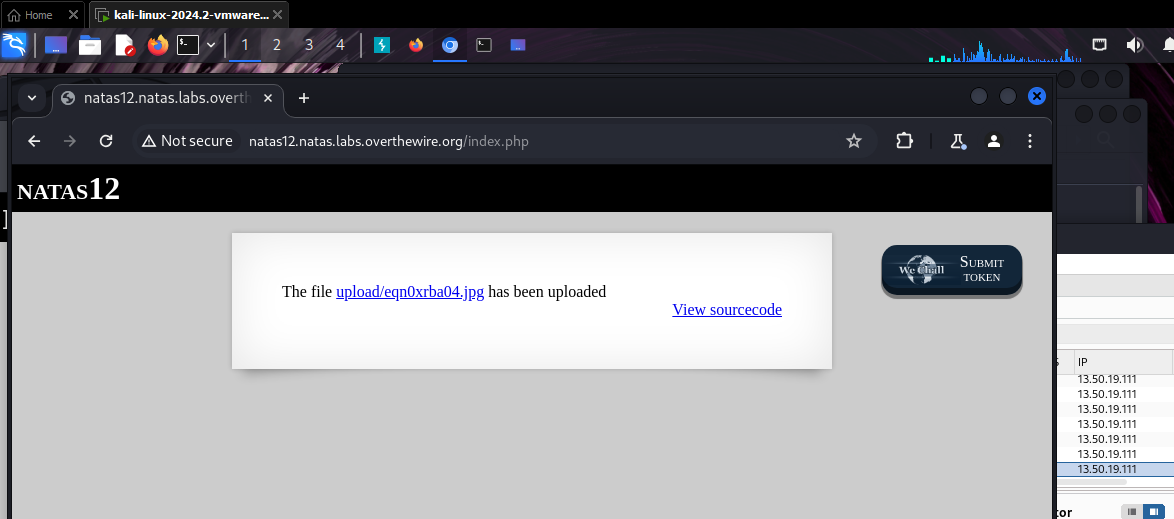 Home
kali-linux-2024.2-vmware...
1 2 3 4
natas12.natas.labs.overth
Not secure natas12.natas.labs.overthewire.org/index.php
NATAS12
The file upload/eqn0xrba04.jpg has been uploaded
View sourcecode
We Chall
SUBMIT
TOKEN
IP
13.50.19.111
13.50.19.111
13.50.19.111
13.50.19.111
13.50.19.111
13.50.19.111
13.50.19.111
tor